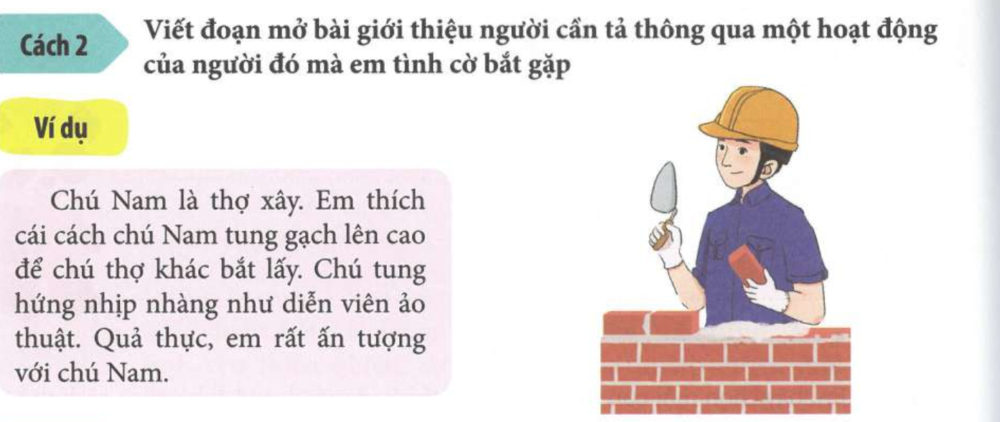 Cách 2
Viết đoạn mở bài giới thiệu người cần tả thông qua một hoạt động
của người đó mà em tình cờ bắt gặp
Ví dụ
Chú Nam là thợ xây. Em thích
cái cách chú Nam tung gạch lên cao
để chú thợ khác bắt lấy. Chú tung
hứng nhịp nhàng như diễn viên ảo
thuật. Quả thực, em rất ấn tượng
với chú Nam.